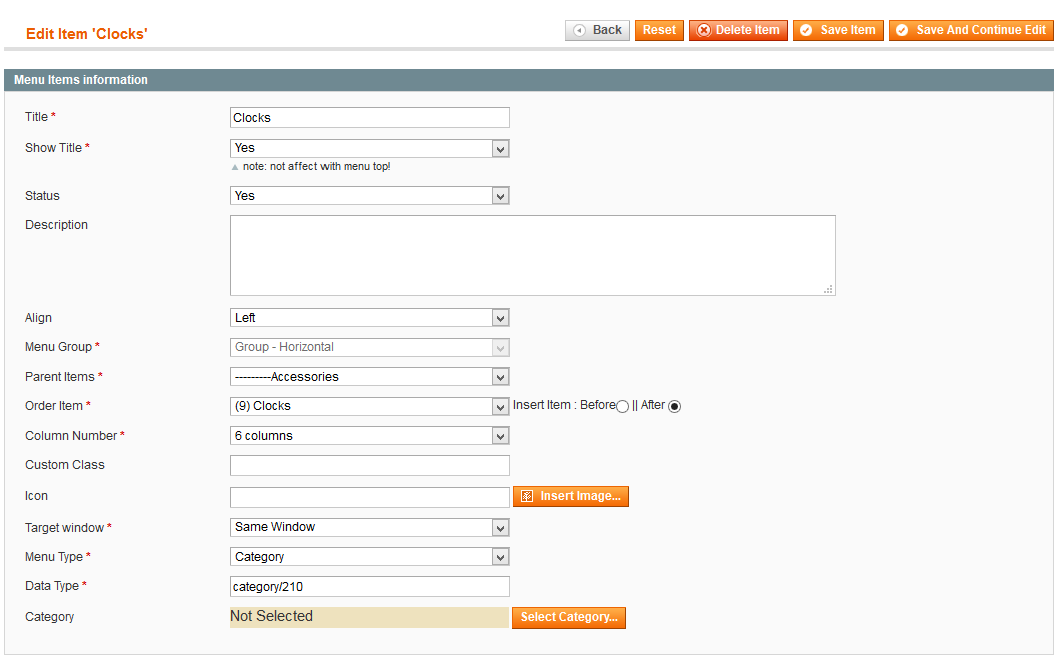 Edit Item 'Clocks'
Back Reset Delete Item Save Item Save And Continue Edit
Menu Items information
Title * Clocks
Show Title * Yes
note: not affect with menu top!
Status Yes
Description
Align Left
Menu Group * Group - Horizontal
Parent Items * ---------Accessories
Order Item * (9) Clocks Insert Item : Before || After
Column Number * 6 columns
Custom Class
Icon Insert Image...
Target window * Same Window
Menu Type * Category
Data Type * category/210
Category Not Selected Select Category...